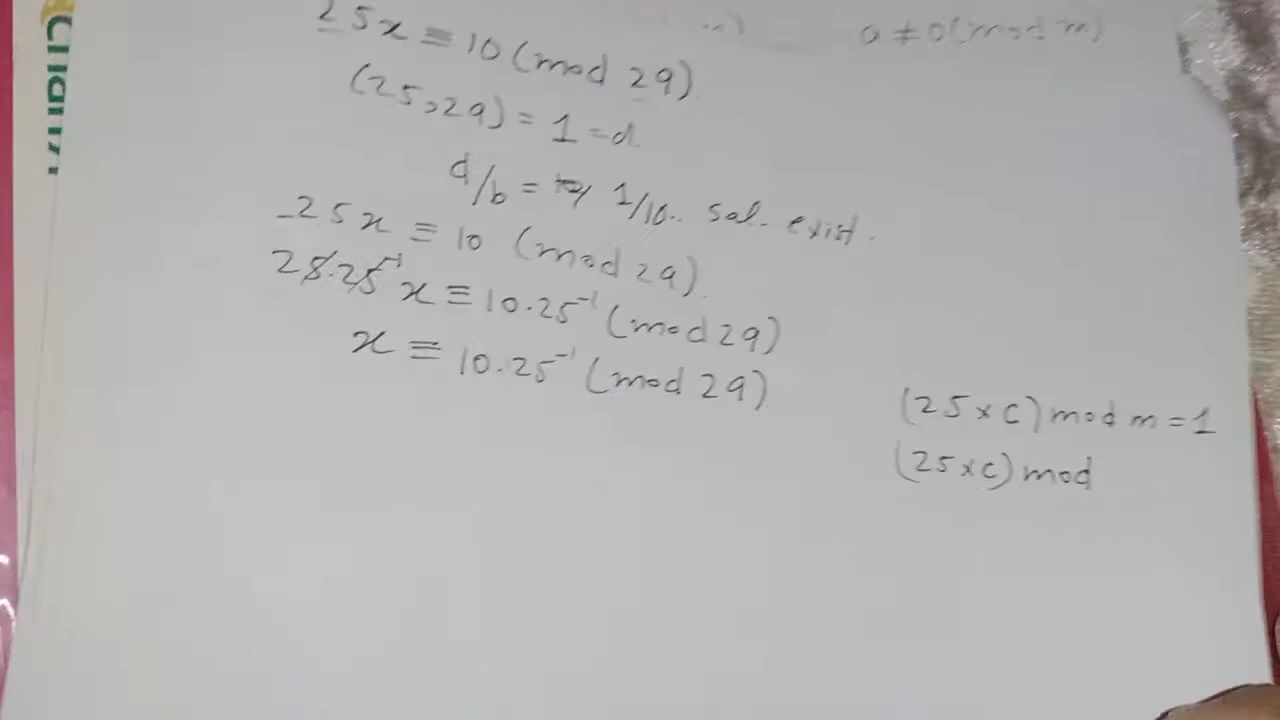 25x ≡ 10 (mod 29)
a ≠ 0 (mod m)
(25,29) = 1 = d.
d/b = 1/10. sol. exist.
25x ≡ 10 (mod 29).
25.25⁻¹ x ≡ 10.25⁻¹ (mod 29)
x ≡ 10.25⁻¹ (mod 29)
(25×c) mod m = 1
(25×c) mod